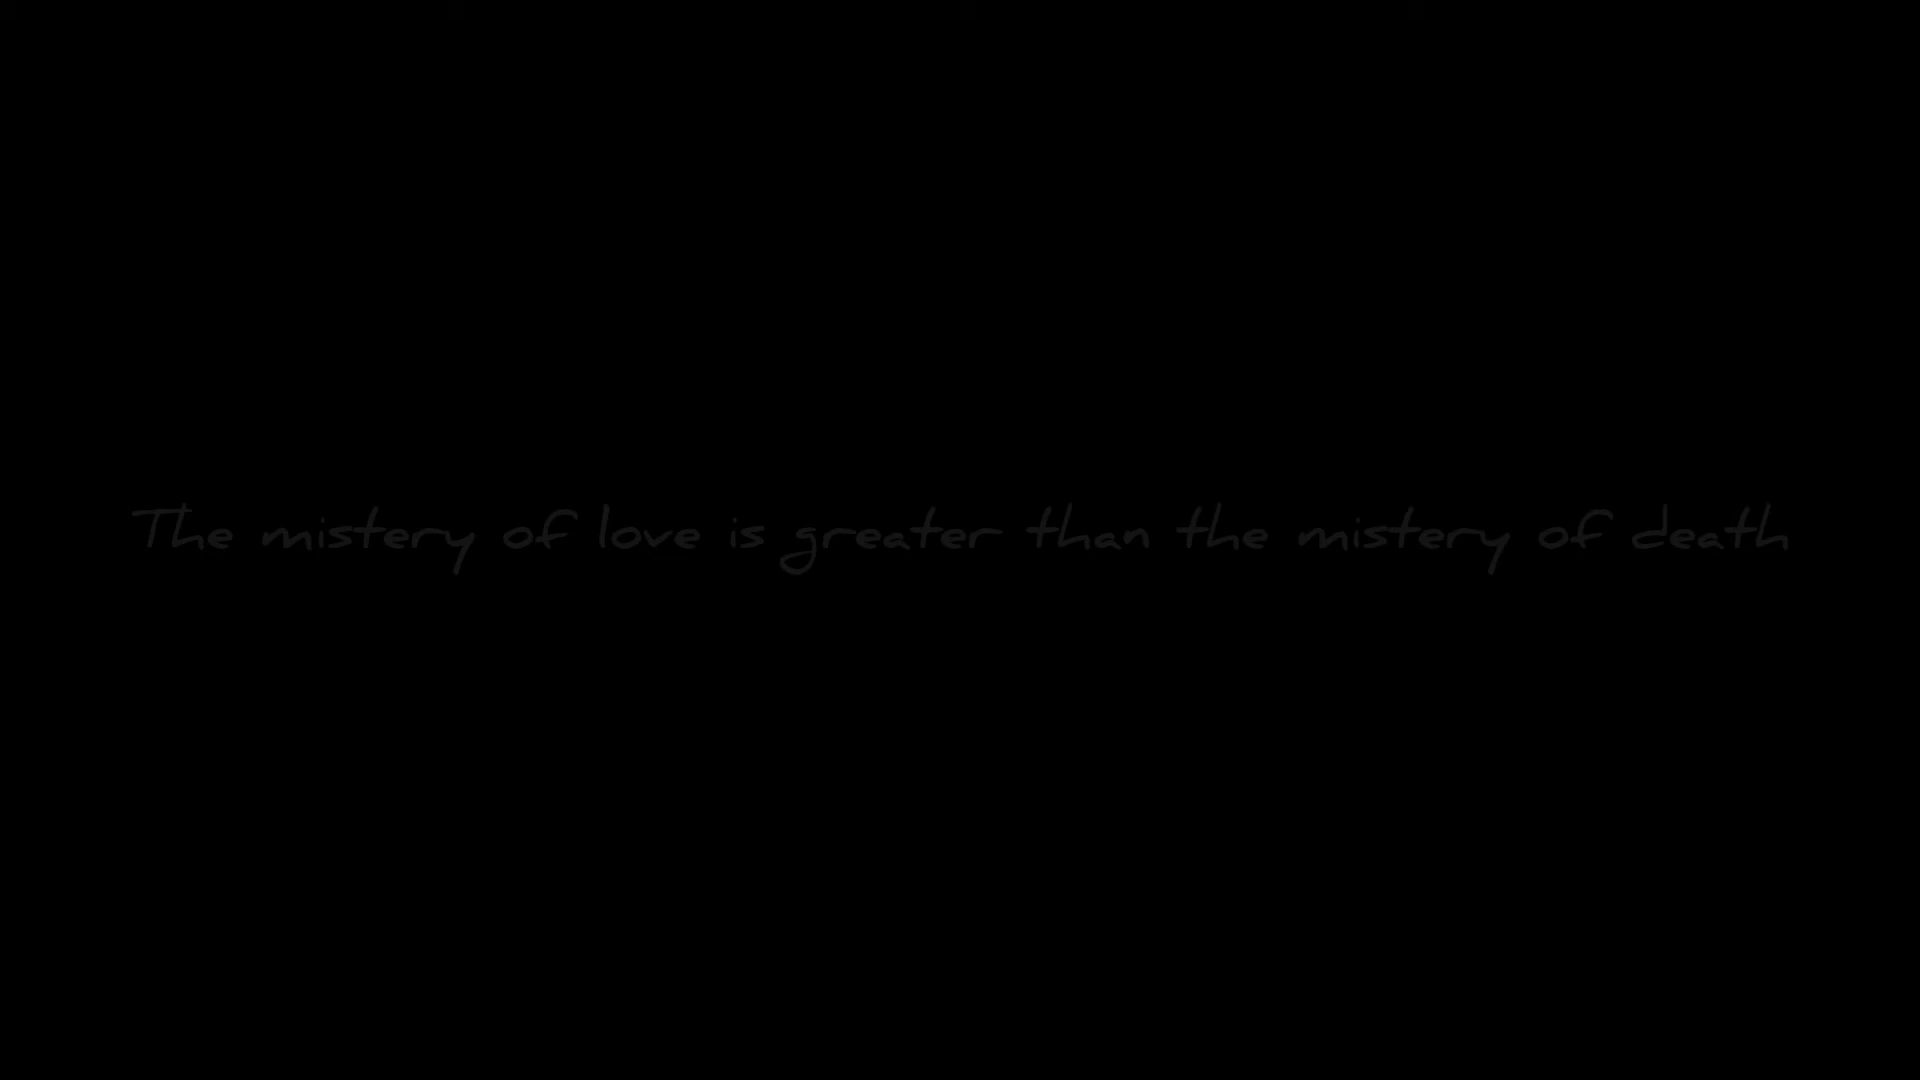 The mistery of love is greater than the mistery of death